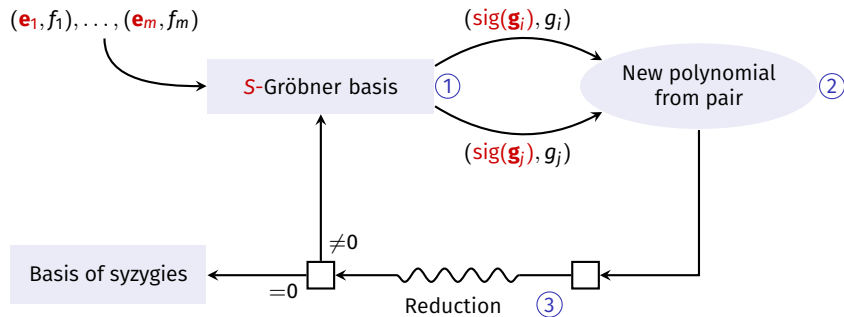 (e₁, f₁), . . . , (eₘ, fₘ)
(sig(gᵢ), gᵢ)
S-Gröbner basis
①
New polynomial
from pair
②
(sig(gⱼ), gⱼ)
≠0
Basis of syzygies
=0
Reduction
③